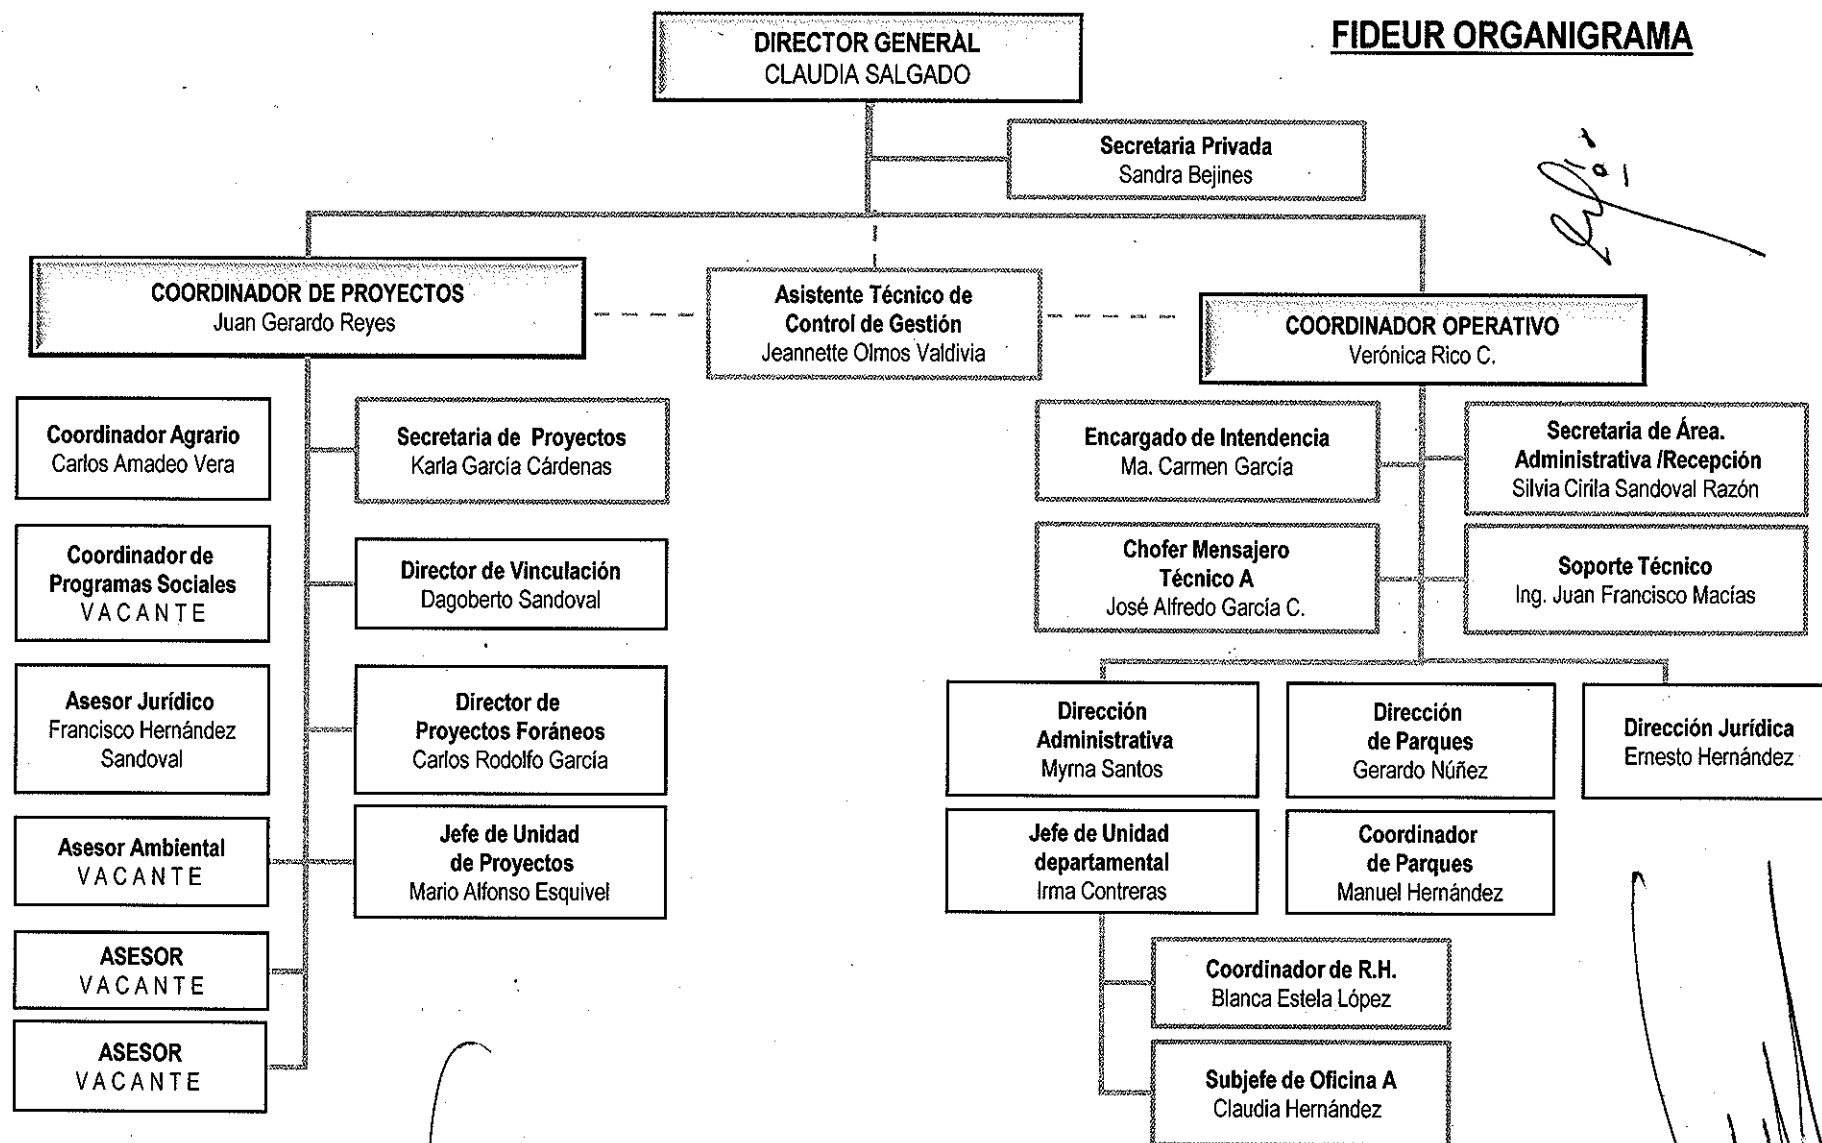 FIDEUR ORGANIGRAMA
DIRECTOR GENERAL
CLAUDIA SALGADO
Secretaria Privada
Sandra Bejines
COORDINADOR DE PROYECTOS
Juan Gerardo Reyes
Asistente Técnico de
Control de Gestión
Jeannette Olmos Valdivia
COORDINADOR OPERATIVO
Verónica Rico C.
Coordinador Agrario
Carlos Amadeo Vera
Secretaria de Proyectos
Karla García Cárdenas
Coordinador de
Programas Sociales
VACANTE
Director de Vinculación
Dagoberto Sandoval
Asesor Jurídico
Francisco Hernández
Sandoval
Director de
Proyectos Foráneos
Carlos Rodolfo García
Asesor Ambiental
VACANTE
Jefe de Unidad
de Proyectos
Mario Alfonso Esquivel
ASESOR
VACANTE
ASESOR
VACANTE
Encargado de Intendencia
Ma. Carmen García
Secretaria de Área.
Administrativa /Recepción
Silvia Cirila Sandoval Razón
Chofer Mensajero
Técnico A
José Alfredo García C.
Soporte Técnico
Ing. Juan Francisco Macías
Dirección
Administrativa
Myrna Santos
Dirección
de Parques
Gerardo Núñez
Dirección Jurídica
Ernesto Hernández
Jefe de Unidad
departamental
Irma Contreras
Coordinador
de Parques
Manuel Hernández
Coordinador de R.H.
Blanca Estela López
Subjefe de Oficina A
Claudia Hernández